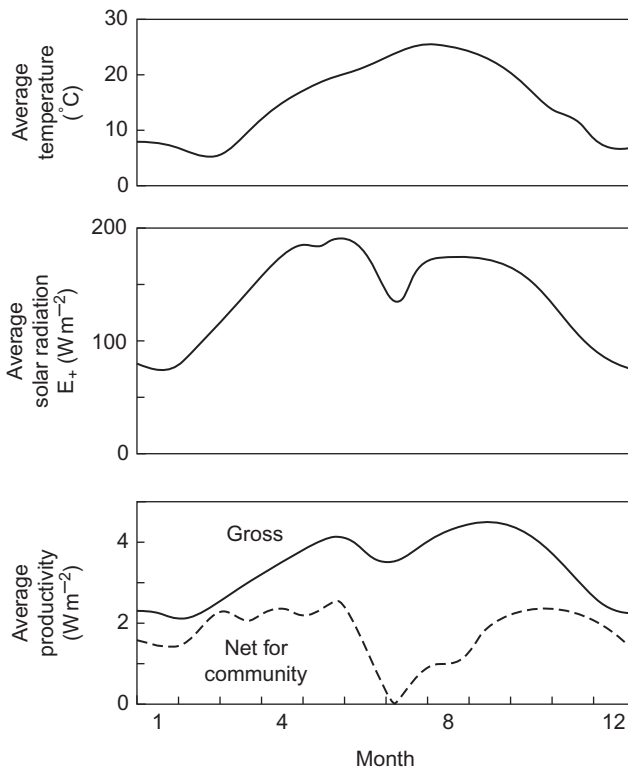 30
20
10
0
Average
temperature
(°C)
200
100
0
Average
solar radiation
E+ (W m−2)
4
2
0
Average
productivity
(W m−2)
Gross
Net for
community
1 4 8 12
Month